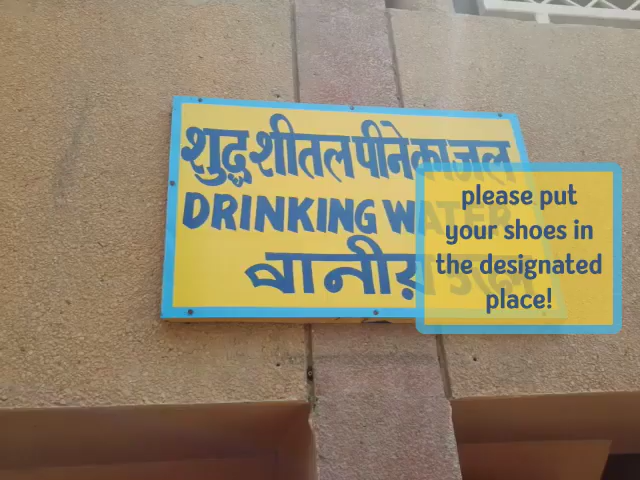 शुद्ध शीतल पीने का जल
DRINKING WATER
পানীয়
please put
your shoes in
the designated
place!